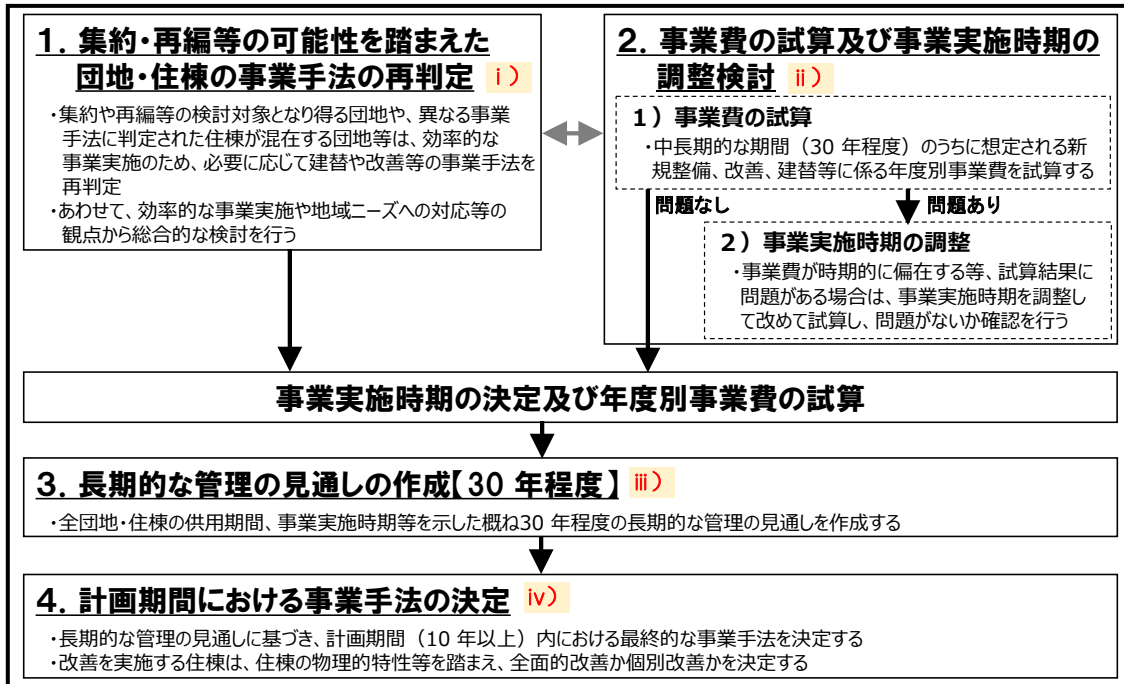 1．集約・再編等の可能性を踏まえた
団地・住棟の事業手法の再判定 ⅰ）
・集約や再編等の検討対象となり得る団地や、異なる事業
手法に判定された住棟が混在する団地等は、効率的な
事業実施のため、必要に応じて建替や改善等の事業手法を
再判定
・あわせて、効率的な事業実施や地域ニーズへの対応等の
観点から総合的な検討を行う
2．事業費の試算及び事業実施時期の
調整検討 ⅱ）
１）事業費の試算
・中長期的な期間（30 年程度）のうちに想定される新
規整備、改善、建替等に係る年度別事業費を試算する
問題なし
問題あり
２）事業実施時期の調整
・事業費が時期的に偏在する等、試算結果に
問題がある場合は、事業実施時期を調整し
て改めて試算し、問題がないか確認を行う
事業実施時期の決定及び年度別事業費の試算
3．長期的な管理の見通しの作成【30 年程度】 ⅲ）
・全団地・住棟の供用期間、事業実施時期等を示した概ね30 年程度の長期的な管理の見通しを作成する
4．計画期間における事業手法の決定 ⅳ）
・長期的な管理の見通しに基づき、計画期間（10 年以上）内における最終的な事業手法を決定する
・改善を実施する住棟は、住棟の物理的特性等を踏まえ、全面的改善か個別改善かを決定する